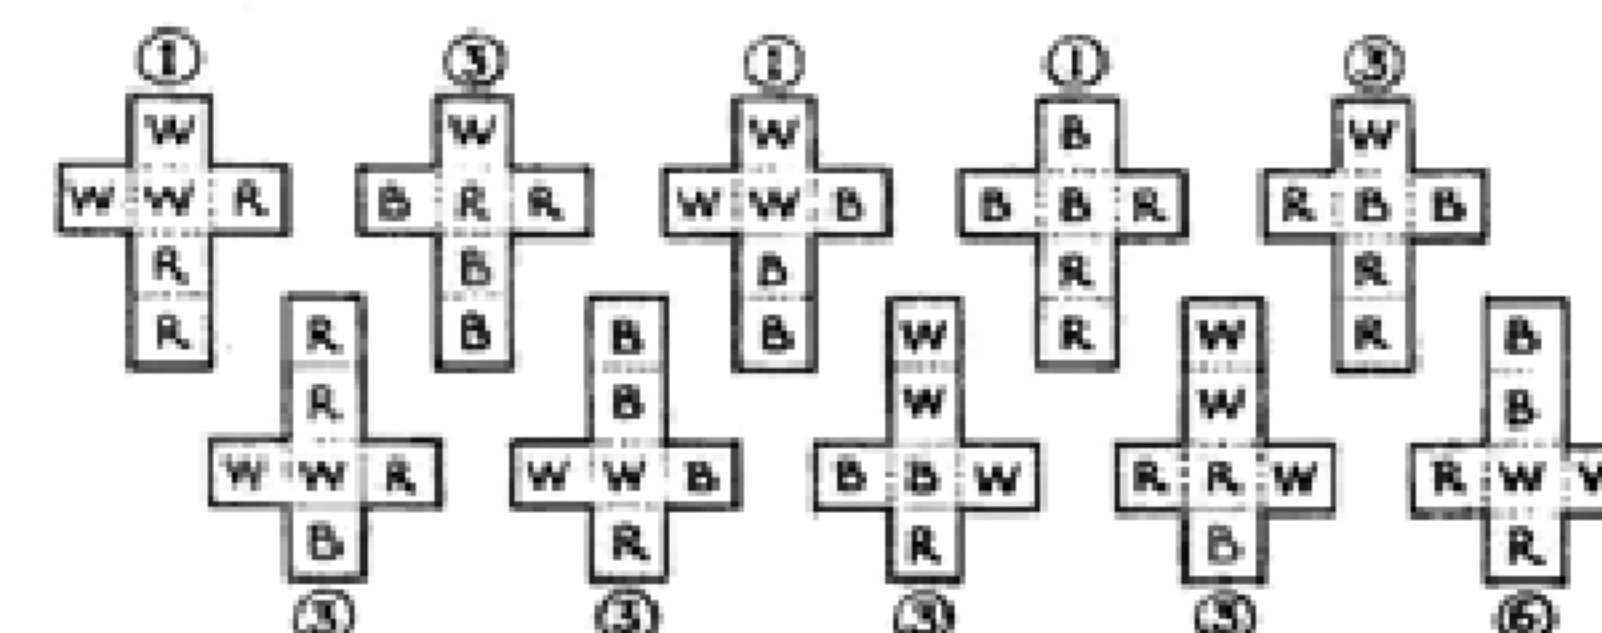 ① ③ ① ① ③
W W W B W
W W R B R R W W B B B R R B B
R B B R R
R B B R R
R B W W B
R B W W B
W W R W W B B B W R R W R W
B R R B R
③ ③ ③ ③ ⑥